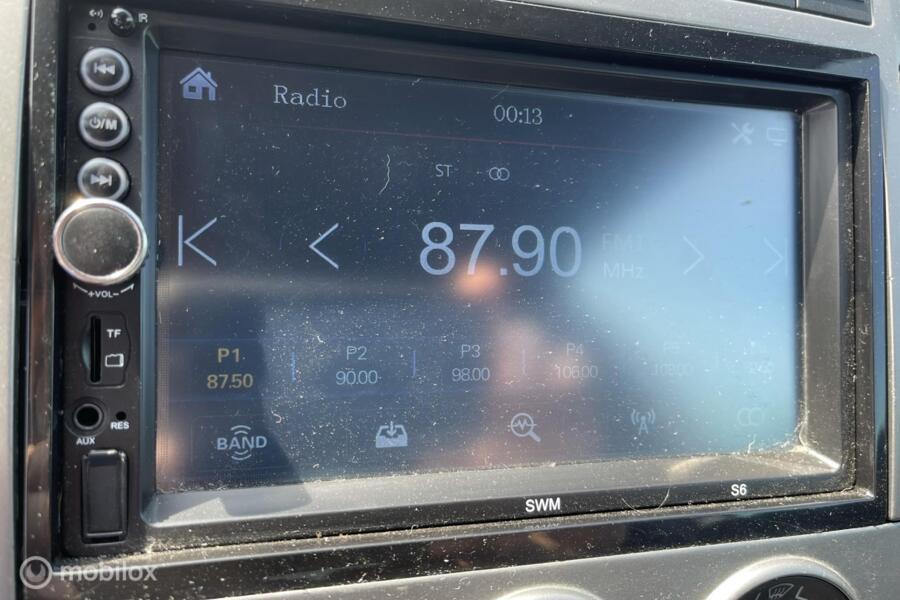 IR
Radio
00:13
ST
87.90
FM1
MHz
⏻/M
+VOL-
TF
P1
P2
P3
P4
87.50
90.00
98.00
106.00
BAND
AUX
RES
SWM
S6
mobilox